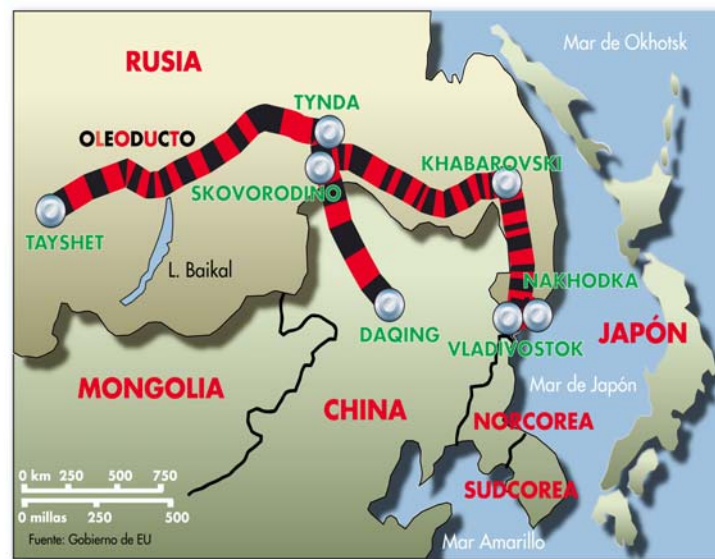 Mar de Okhotsk
RUSIA
TYNDA
OLEODUCTO
KHABAROVSKI
SKOVORODINO
TAYSHET
L. Baikal
NAKHODKA
DAQING
VLADIVOSTOK
JAPÓN
Mar de Japón
MONGOLIA
CHINA
NORCOREA
0 km 250 500 750
SUDCOREA
0 millas 250 500
Fuente: Gobierno de EU
Mar Amarillo